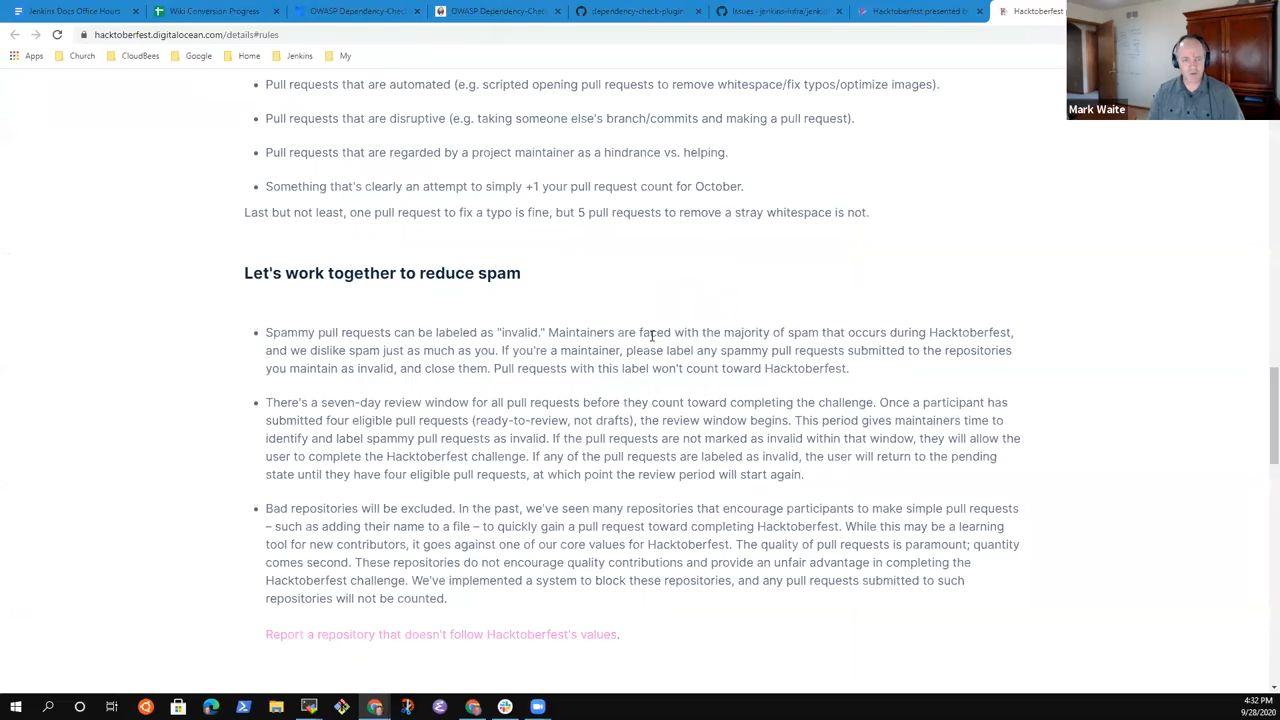 Jenkins Docs Office Hours
Wiki Conversion Progress
OWASP Dependency-Check
OWASP Dependency-Check
dependency-check-plugin
Issues - jenkins-infra/jenkins
Hacktoberfest presented by
Hacktoberfest
hacktoberfest.digitalocean.com/details#rules
Apps
Church
CloudBees
Google
Home
Jenkins
My
Mark Waite
Pull requests that are automated (e.g. scripted opening pull requests to remove whitespace/fix typos/optimize images).
Pull requests that are disruptive (e.g. taking someone else's branch/commits and making a pull request).
Pull requests that are regarded by a project maintainer as a hindrance vs. helping.
Something that's clearly an attempt to simply +1 your pull request count for October.
Last but not least, one pull request to fix a typo is fine, but 5 pull requests to remove a stray whitespace is not.
Let's work together to reduce spam
Spammy pull requests can be labeled as "invalid." Maintainers are faced with the majority of spam that occurs during Hacktoberfest,
and we dislike spam just as much as you. If you're a maintainer, please label any spammy pull requests submitted to the repositories
you maintain as invalid, and close them. Pull requests with this label won't count toward Hacktoberfest.
There's a seven-day review window for all pull requests before they count toward completing the challenge. Once a participant has
submitted four eligible pull requests (ready-to-review, not drafts), the review window begins. This period gives maintainers time to
identify and label spammy pull requests as invalid. If the pull requests are not marked as invalid within that window, they will allow the
user to complete the Hacktoberfest challenge. If any of the pull requests are labeled as invalid, the user will return to the pending
state until they have four eligible pull requests, at which point the review period will start again.
Bad repositories will be excluded. In the past, we've seen many repositories that encourage participants to make simple pull requests
– such as adding their name to a file – to quickly gain a pull request toward completing Hacktoberfest. While this may be a learning
tool for new contributors, it goes against one of our core values for Hacktoberfest. The quality of pull requests is paramount; quantity
comes second. These repositories do not encourage quality contributions and provide an unfair advantage in completing the
Hacktoberfest challenge. We've implemented a system to block these repositories, and any pull requests submitted to such
repositories will not be counted.
Report a repository that doesn't follow Hacktoberfest's values.
4:32 PM
9/28/2020